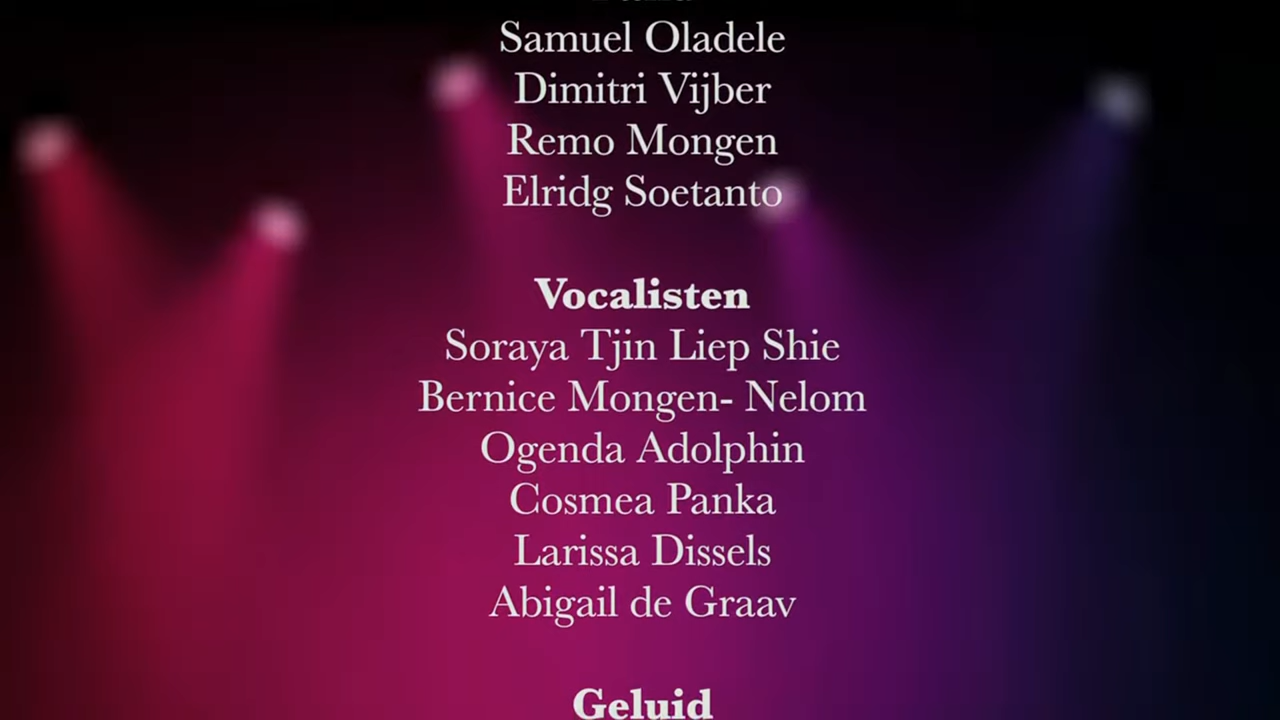 Samuel Oladele
Dimitri Vijber
Remo Mongen
Elridg Soetanto
Vocalisten
Soraya Tjin Liep Shie
Bernice Mongen- Nelom
Ogenda Adolphin
Cosmea Panka
Larissa Dissels
Abigail de Graav
Geluid